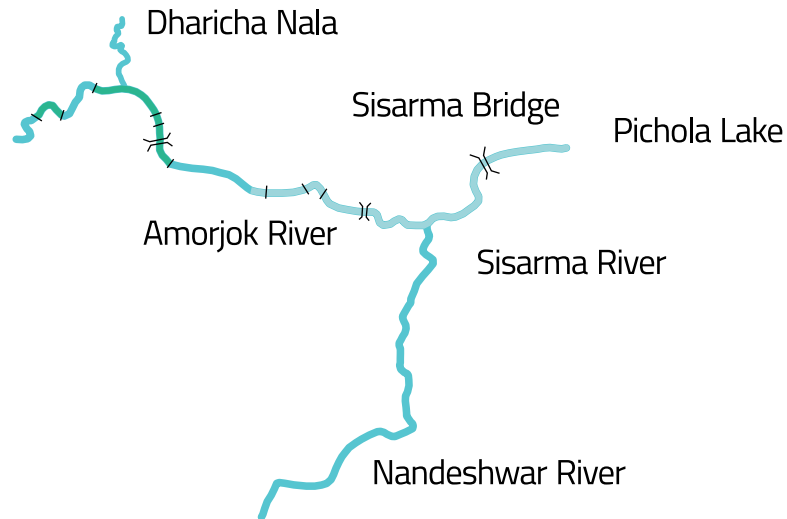 Dharicha Nala
Sisarma Bridge
Pichola Lake
Amorjok River
Sisarma River
Nandeshwar River